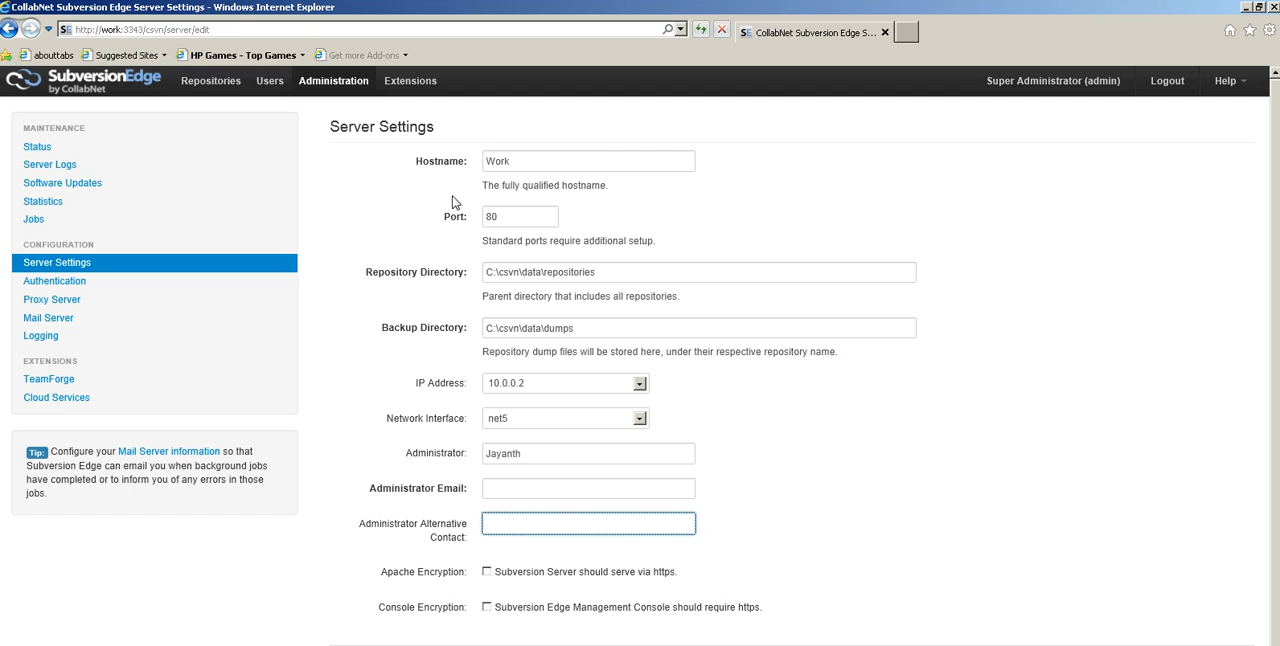 CollabNet Subversion Edge Server Settings - Windows Internet Explorer
http://work:3343/csvn/server/edit
SE CollabNet Subversion Edge S...
abouttabs Suggested Sites HP Games - Top Games Get more Add-ons
SubversionEdge
by CollabNet
Repositories Users Administration Extensions Super Administrator (admin) Logout Help
MAINTENANCE
Status
Server Logs
Software Updates
Statistics
Jobs
CONFIGURATION
Server Settings
Authentication
Proxy Server
Mail Server
Logging
EXTENSIONS
TeamForge
Cloud Services
Tip: Configure your Mail Server information so that
Subversion Edge can email you when background jobs
have completed or to inform you of any errors in those
jobs.
Server Settings
Hostname: Work
The fully qualified hostname.
Port: 80
Standard ports require additional setup.
Repository Directory: C:\csvn\data\repositories
Parent directory that includes all repositories.
Backup Directory: C:\csvn\data\dumps
Repository dump files will be stored here, under their respective repository name.
IP Address: 10.0.0.2
Network Interface: net5
Administrator: Jayanth
Administrator Email:
Administrator Alternative
Contact:
Apache Encryption: Subversion Server should serve via https.
Console Encryption: Subversion Edge Management Console should require https.